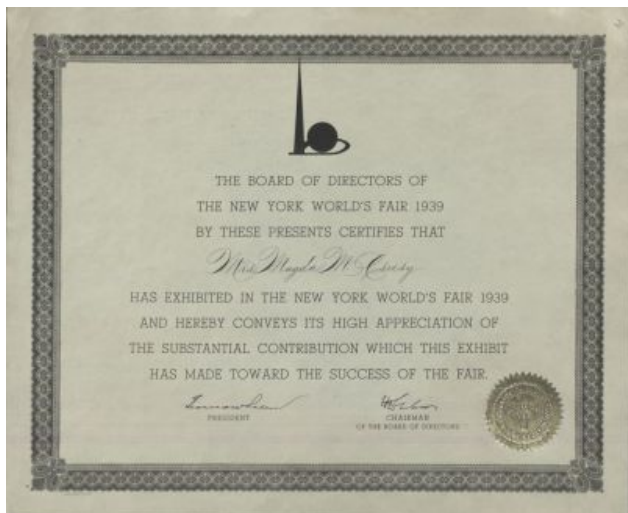 THE BOARD OF DIRECTORS OF
THE NEW YORK WORLD'S FAIR 1939
BY THESE PRESENTS CERTIFIES THAT
Mrs. Magda
HAS EXHIBITED IN THE NEW YORK WORLD'S FAIR 1939
AND HEREBY CONVEYS ITS HIGH APPRECIATION OF
THE SUBSTANTIAL CONTRIBUTION WHICH THIS EXHIBIT
HAS MADE TOWARD THE SUCCESS OF THE FAIR.
PRESIDENT
CHAIRMAN
OF THE BOARD OF DIRECTORS